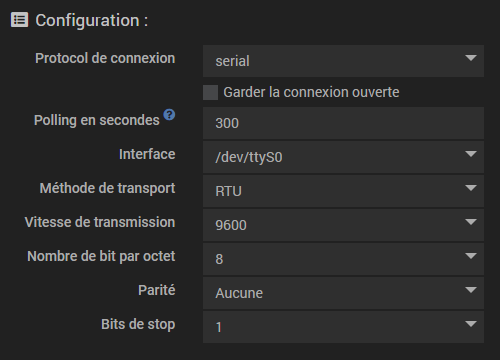 Configuration :
Protocol de connexion serial
Garder la connexion ouverte
Polling en secondes ? 300
Interface /dev/ttyS0
Méthode de transport RTU
Vitesse de transmission 9600
Nombre de bit par octet 8
Parité Aucune
Bits de stop 1